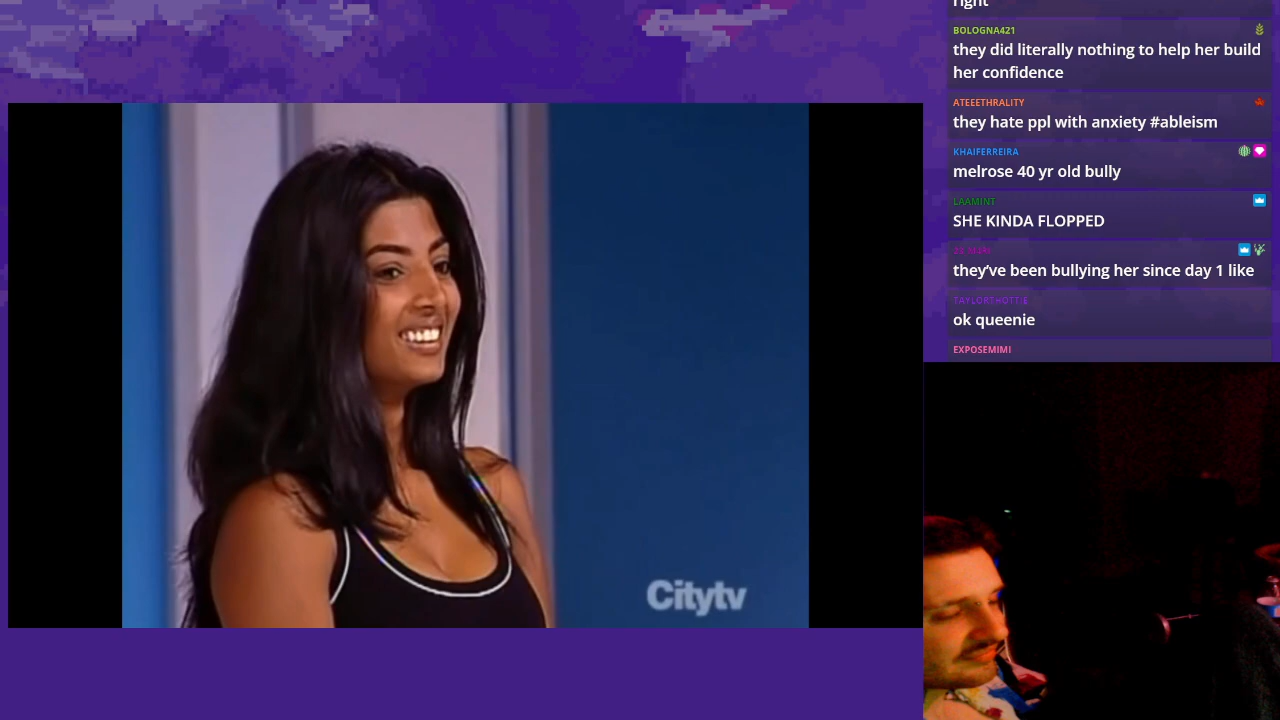 right
BOLOGNA421
they did literally nothing to help her build
her confidence
ATEEETHRALITY
they hate ppl with anxiety #ableism
KHAIFERREIRA
melrose 40 yr old bully
LAAMINT
SHE KINDA FLOPPED
they've been bullying her since day 1 like
TAYLORTHOTTIE
ok queenie
EXPOSEMIMI
Citytv